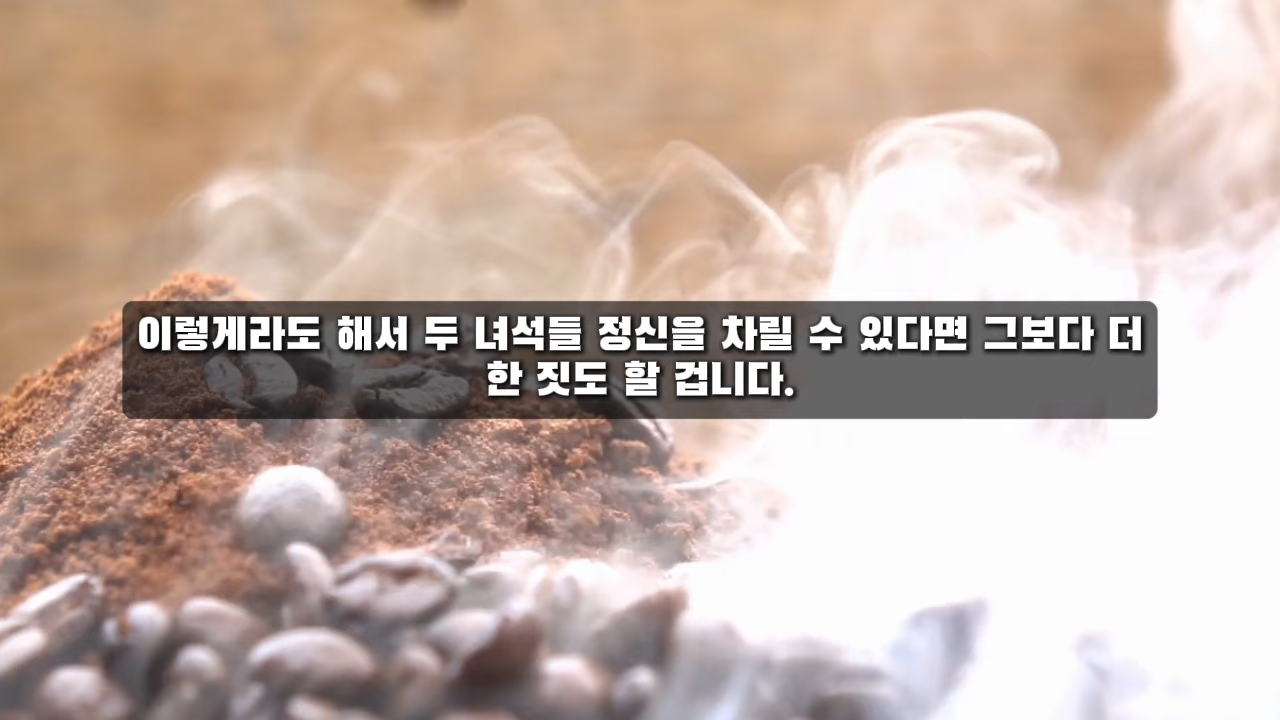 이렇게라도 해서 두 녀석들 정신을 차릴 수 있다면 그보다 더
한 짓도 할 겁니다.